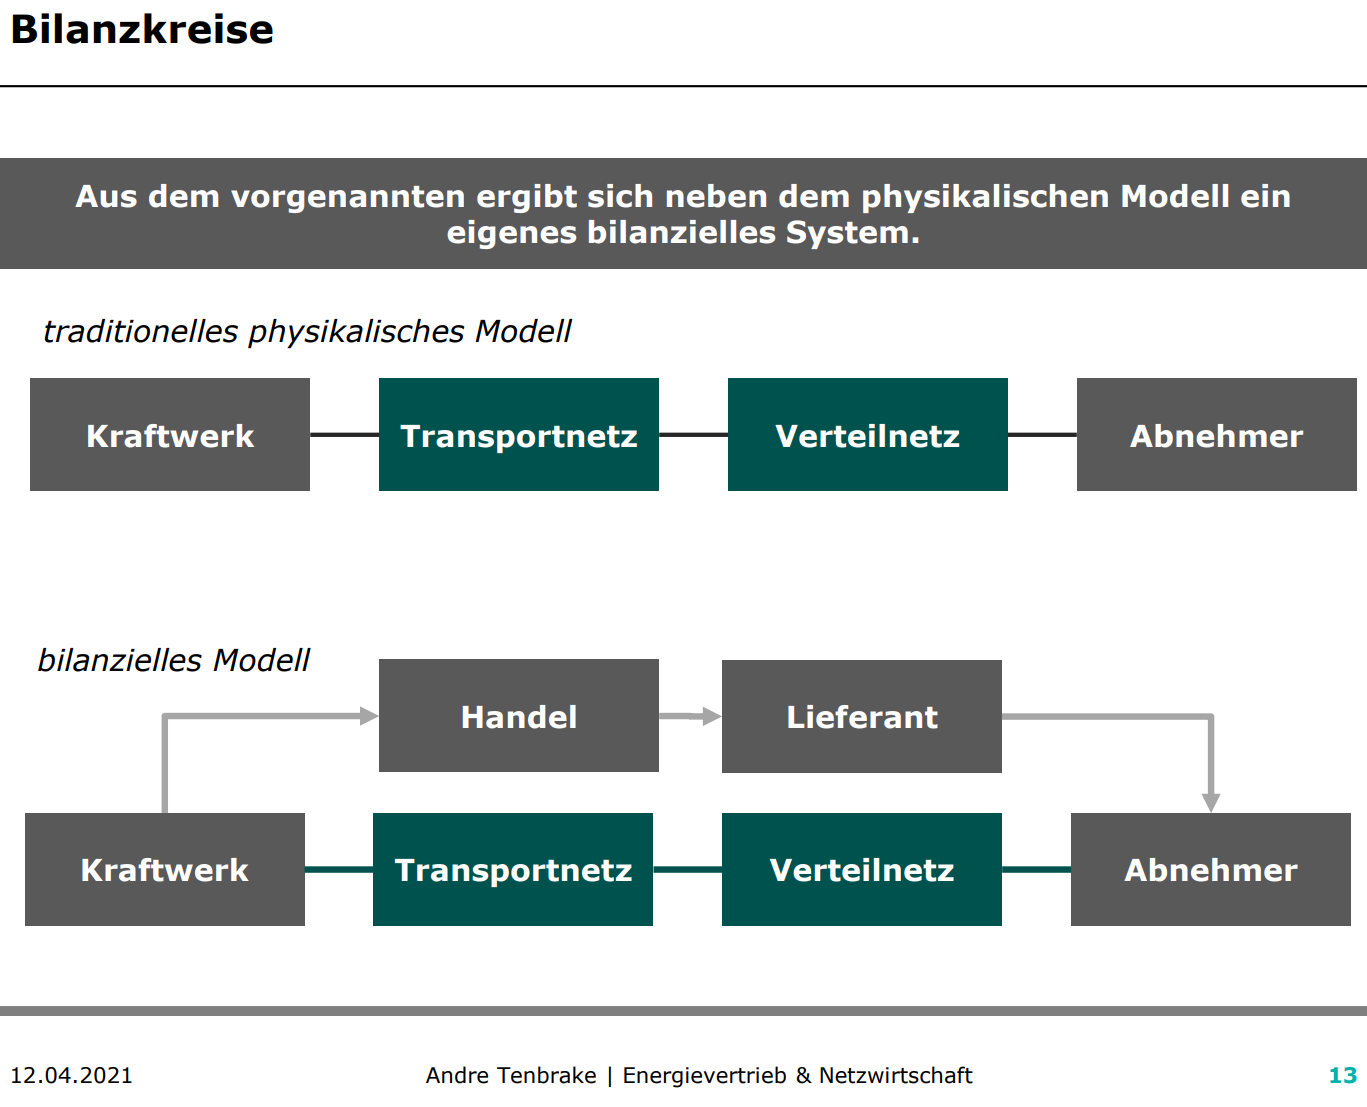 Bilanzkreise
Aus dem vorgenannten ergibt sich neben dem physikalischen Modell ein
eigenes bilanzielles System.
traditionelles physikalisches Modell
Kraftwerk
Transportnetz
Verteilnetz
Abnehmer
bilanzielles Modell
Handel
Lieferant
Kraftwerk
Transportnetz
Verteilnetz
Abnehmer
12.04.2021
Andre Tenbrake | Energievertrieb & Netzwirtschaft
13